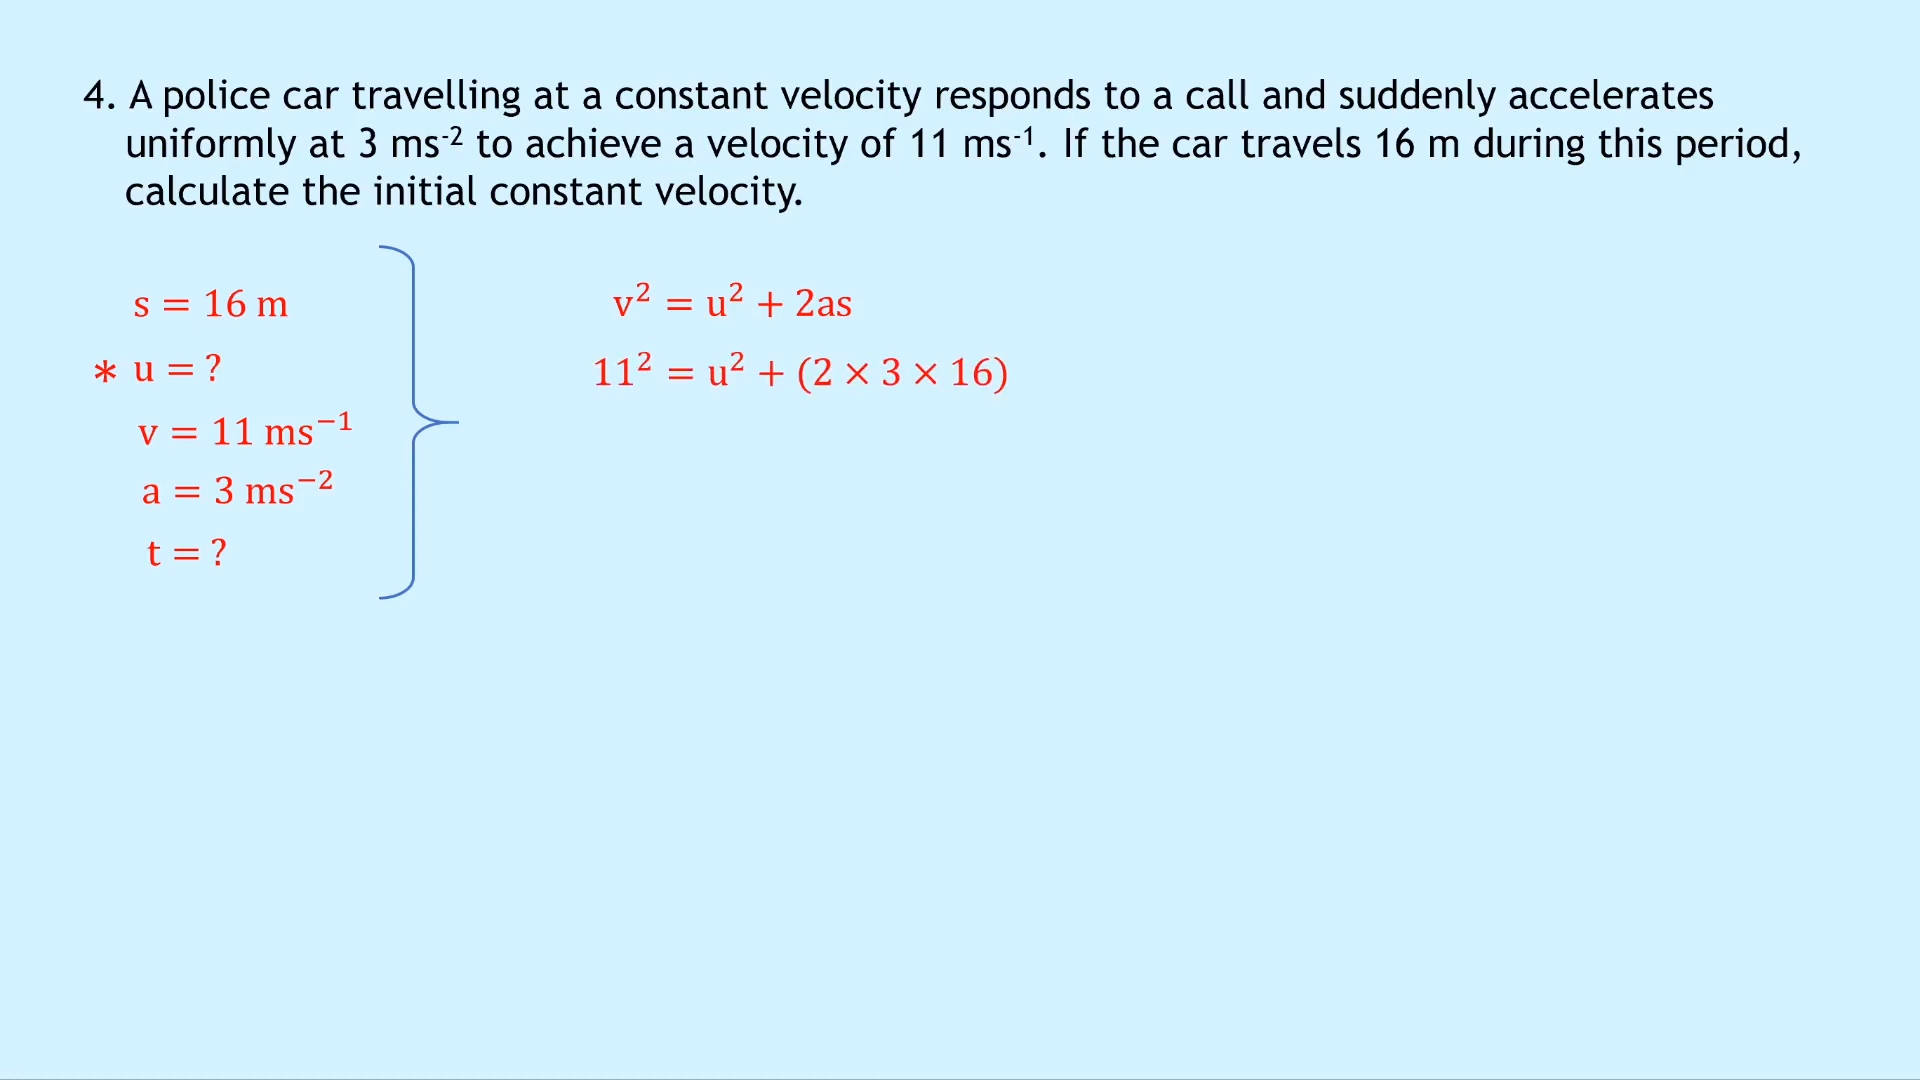 4. A police car travelling at a constant velocity responds to a call and suddenly accelerates
uniformly at 3 ms⁻² to achieve a velocity of 11 ms⁻¹. If the car travels 16 m during this period,
calculate the initial constant velocity.
s = 16 m
* u = ?
v = 11 ms⁻¹
a = 3 ms⁻²
t = ?
v² = u² + 2as
11² = u² + (2 × 3 × 16)